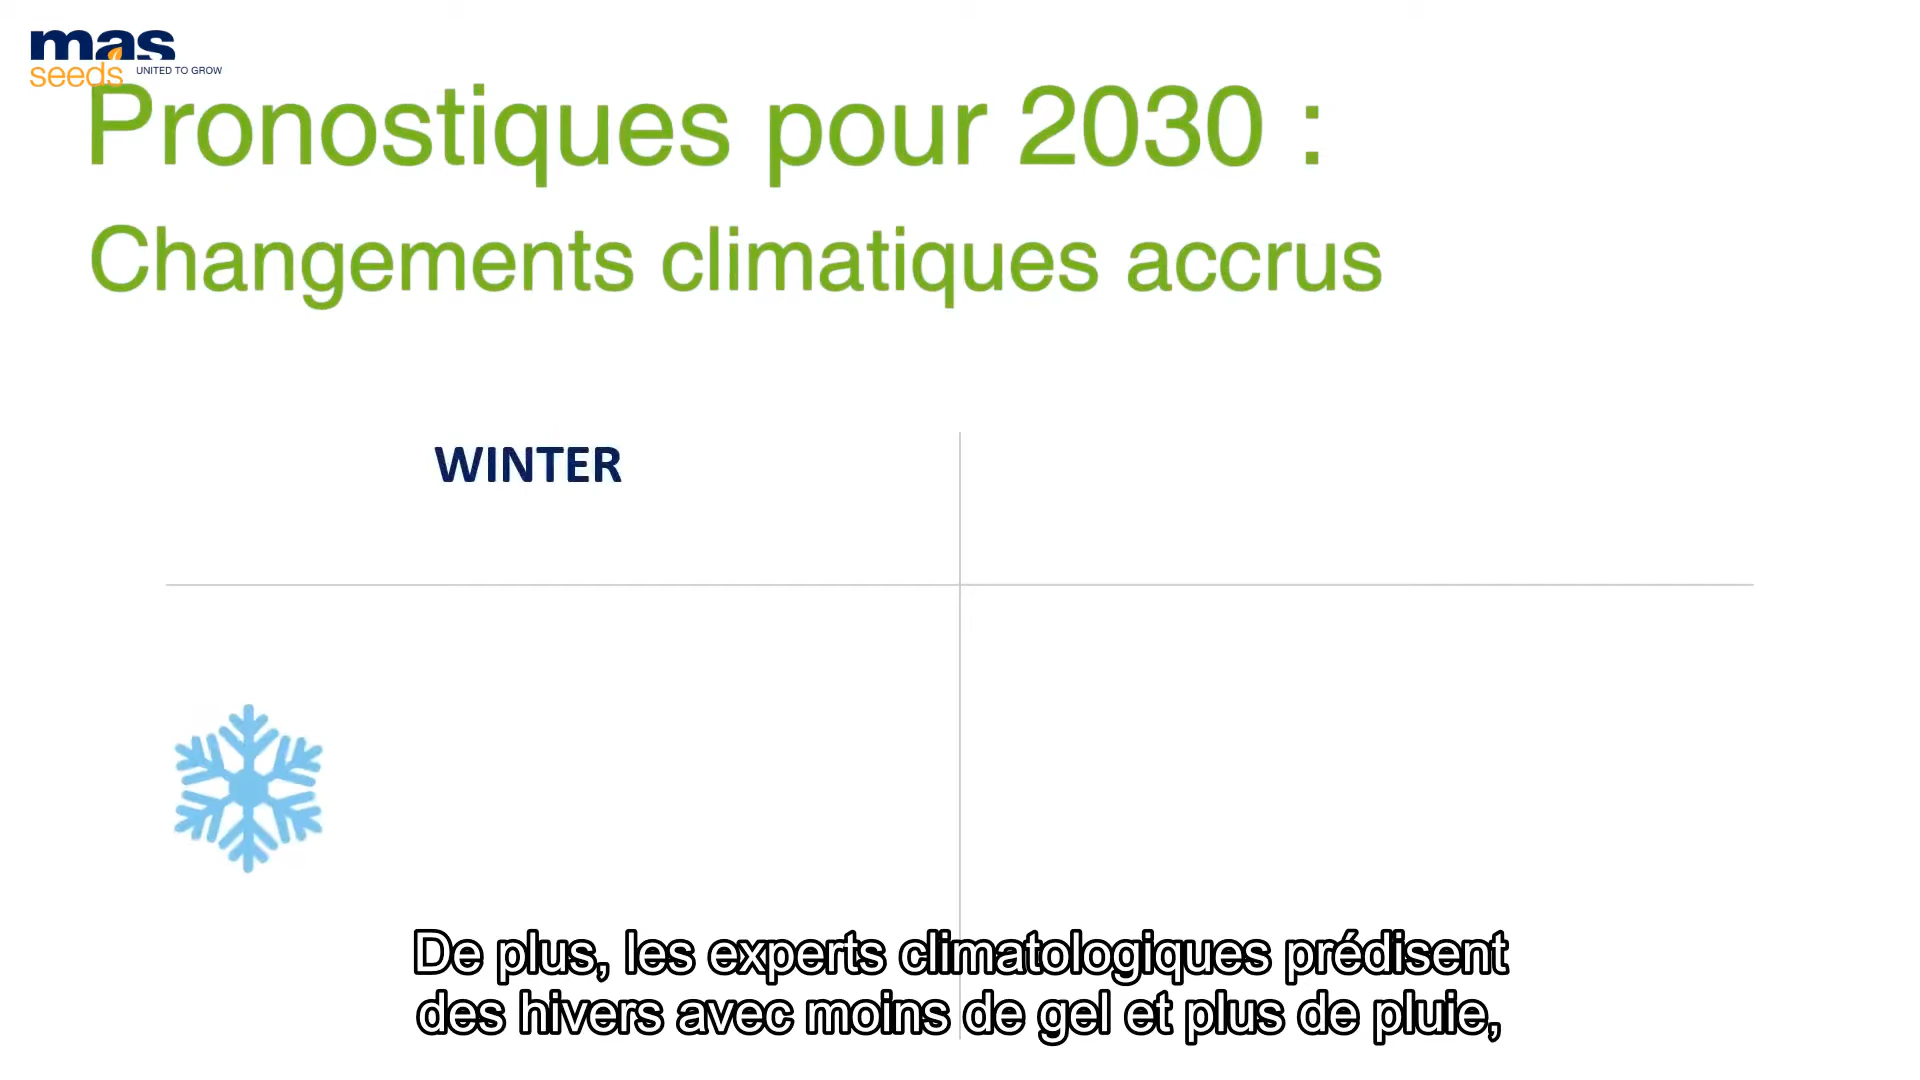 mas
seeds UNITED TO GROW
Pronostiques pour 2030 :
Changements climatiques accrus
WINTER
De plus, les experts climatologiques prédisent
des hivers avec moins de gel et plus de pluie,